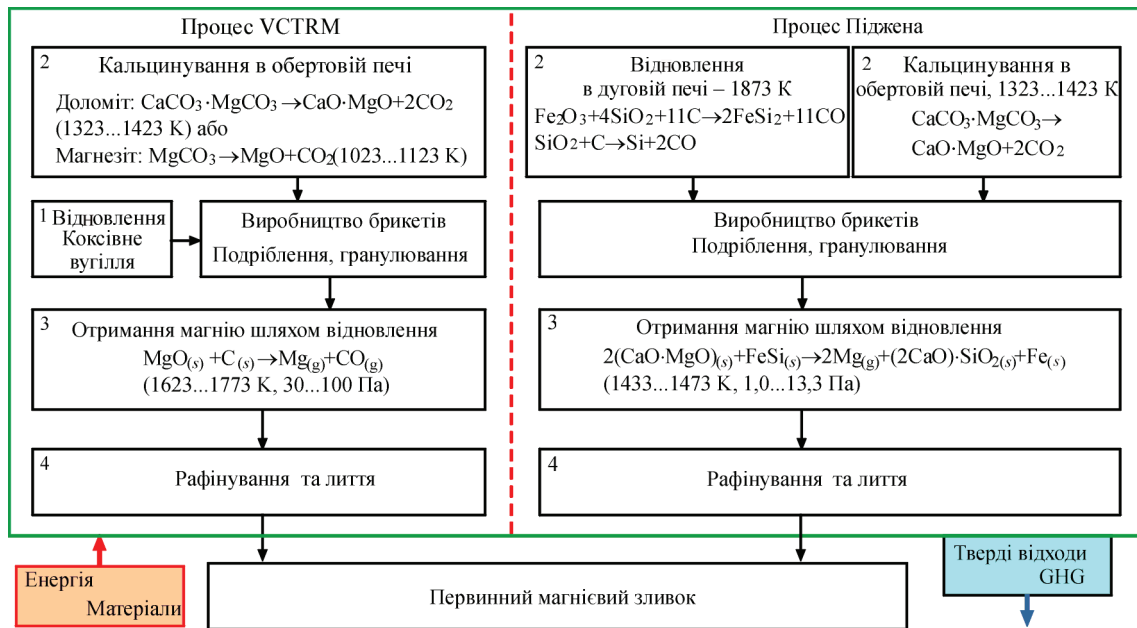 Процес VCTRM
2
Кальцинування в обертовій печі
Доломіт: CaCO₃·MgCO₃→CaO·MgO+2CO₂
(1323...1423 K) або
Магнезіт: MgCO₃→MgO+CO₂(1023...1123 K)
1 Відновлення
Коксівне
вугілля
Виробництво брикетів
Подріблення, гранулювання
3
Отримання магнію шляхом відновлення
MgO(s) +C(s)→Mg(g)+CO(g)
(1623...1773 K, 30...100 Па)
4
Рафінування та лиття
Процес Піджена
2
Відновлення
в дуговій печі – 1873 K
Fe₂O₃+4SiO₂+11C→2FeSi₂+11CO
SiO₂+C→Si+2CO
2
Кальцинування в
обертовій печі, 1323...1423 K
CaCO₃·MgCO₃→
CaO·MgO+2CO₂
Виробництво брикетів
Подріблення, гранулювання
3
Отримання магнію шляхом відновлення
2(CaO·MgO)(s)+FeSi(s)→2Mg(g)+(2CaO)·SiO₂(s)+Fe(s)
(1433...1473 K, 1,0...13,3 Па)
4
Рафінування та лиття
Енергія
Матеріали
Первинний магнієвий зливок
Тверді відходи
GHG